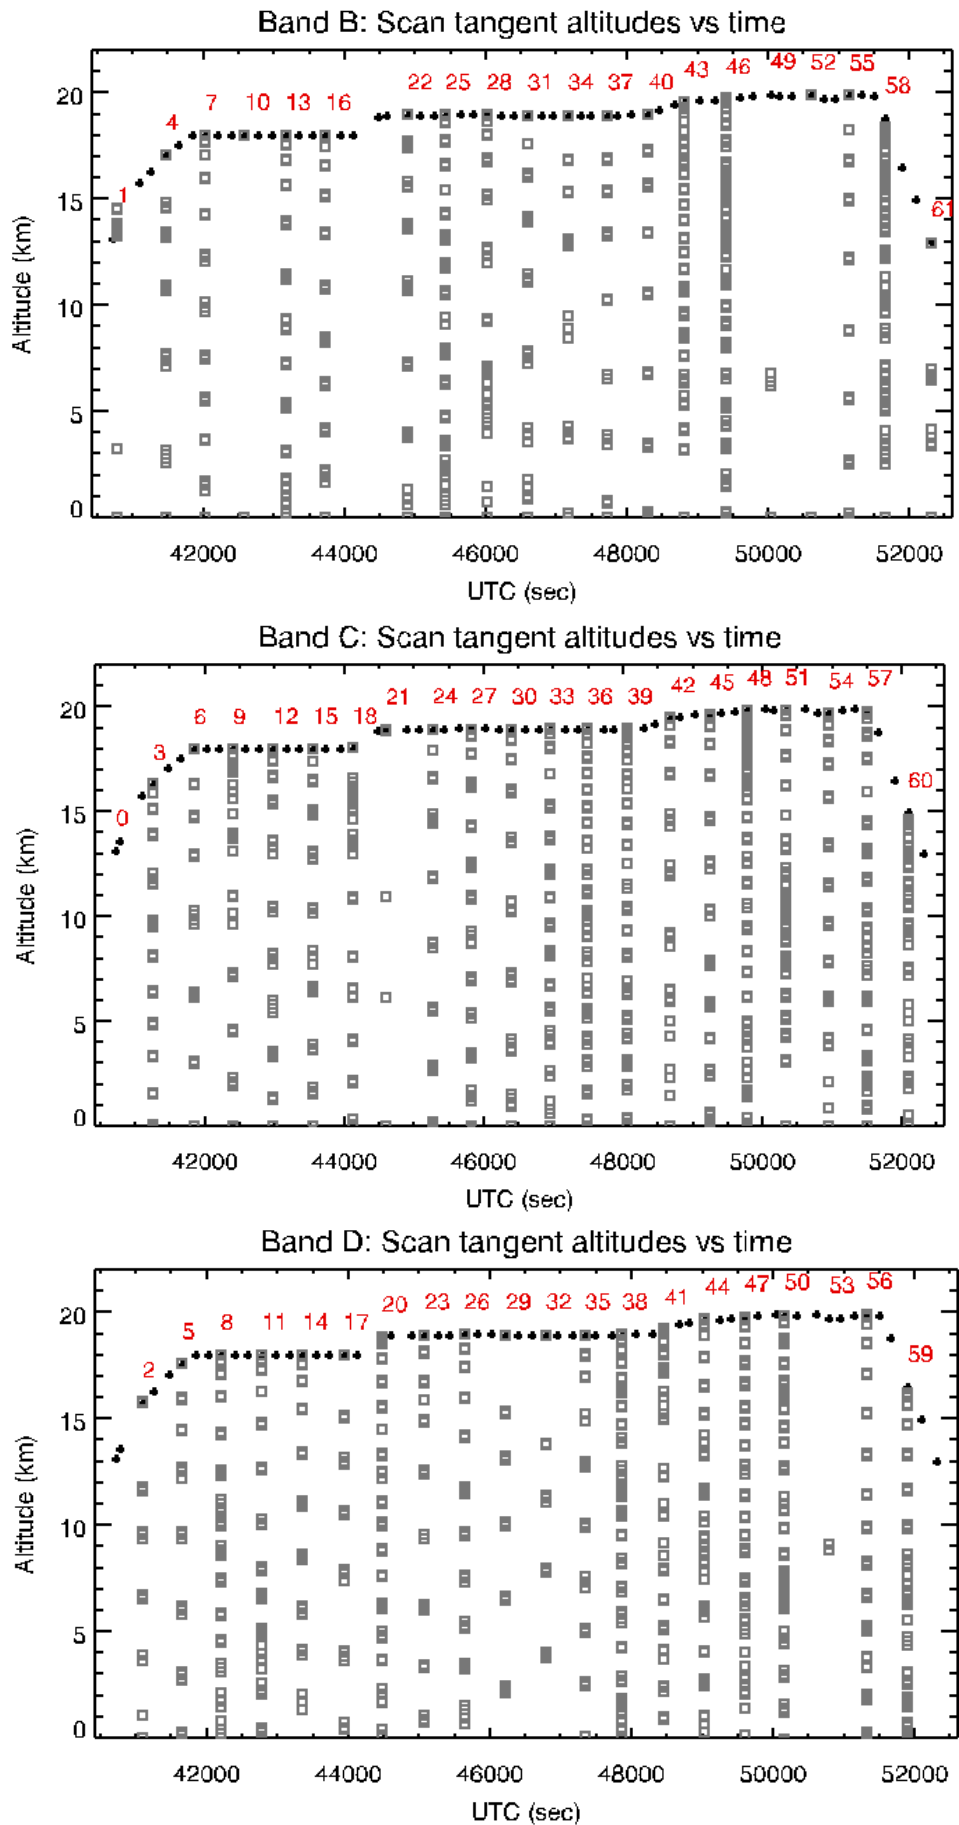 Band B: Scan tangent altitudes vs time
49 52 55
43 46
7 10 13 16 22 25 28 31 34 37 40 58
4
1 61
20
15
10
5
0
Altitude (km)
42000 44000 46000 48000 50000 52000
UTC (sec)
Band C: Scan tangent altitudes vs time
42 45 48 51 54 57
6 9 12 15 18 21 24 27 30 33 36 39
3 60
0
20
15
10
5
0
Altitude (km)
42000 44000 46000 48000 50000 52000
UTC (sec)
Band D: Scan tangent altitudes vs time
44 47 50 53 56
20 23 26 29 32 35 38 41
5 8 11 14 17
2 59
20
15
10
5
0
Altitude (km)
42000 44000 46000 48000 50000 52000
UTC (sec)